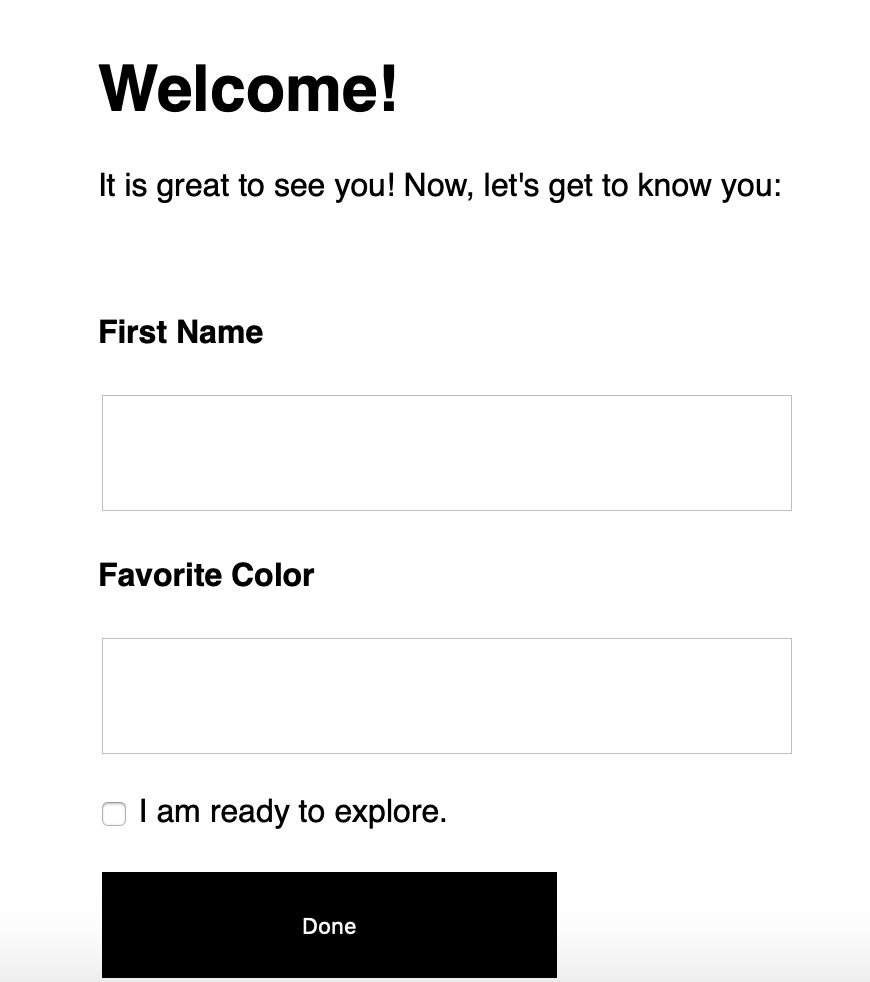 Welcome!
It is great to see you! Now, let's get to know you:
First Name
Favorite Color
I am ready to explore.
Done